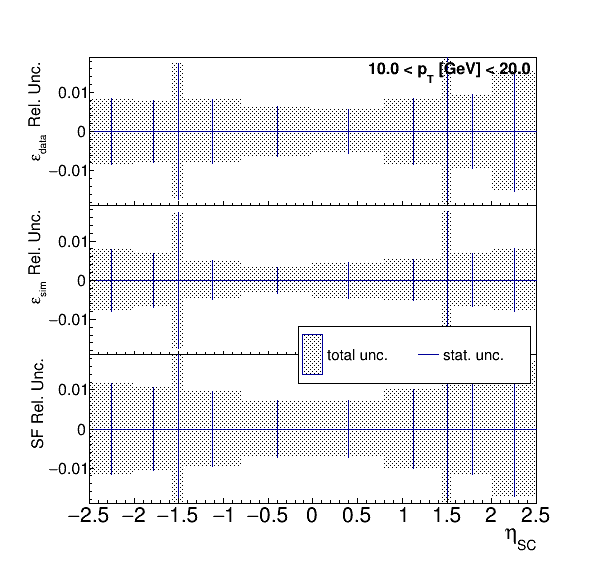 10.0 < p_T [GeV] < 20.0
ε_data Rel. Unc.
0.01
0
−0.01
ε_sim Rel. Unc.
0.01
0
−0.01
total unc.
stat. unc.
SF Rel. Unc.
0.01
0
−0.01
−2.5 −2 −1.5 −1 −0.5 0 0.5 1 1.5 2 2.5
η_SC